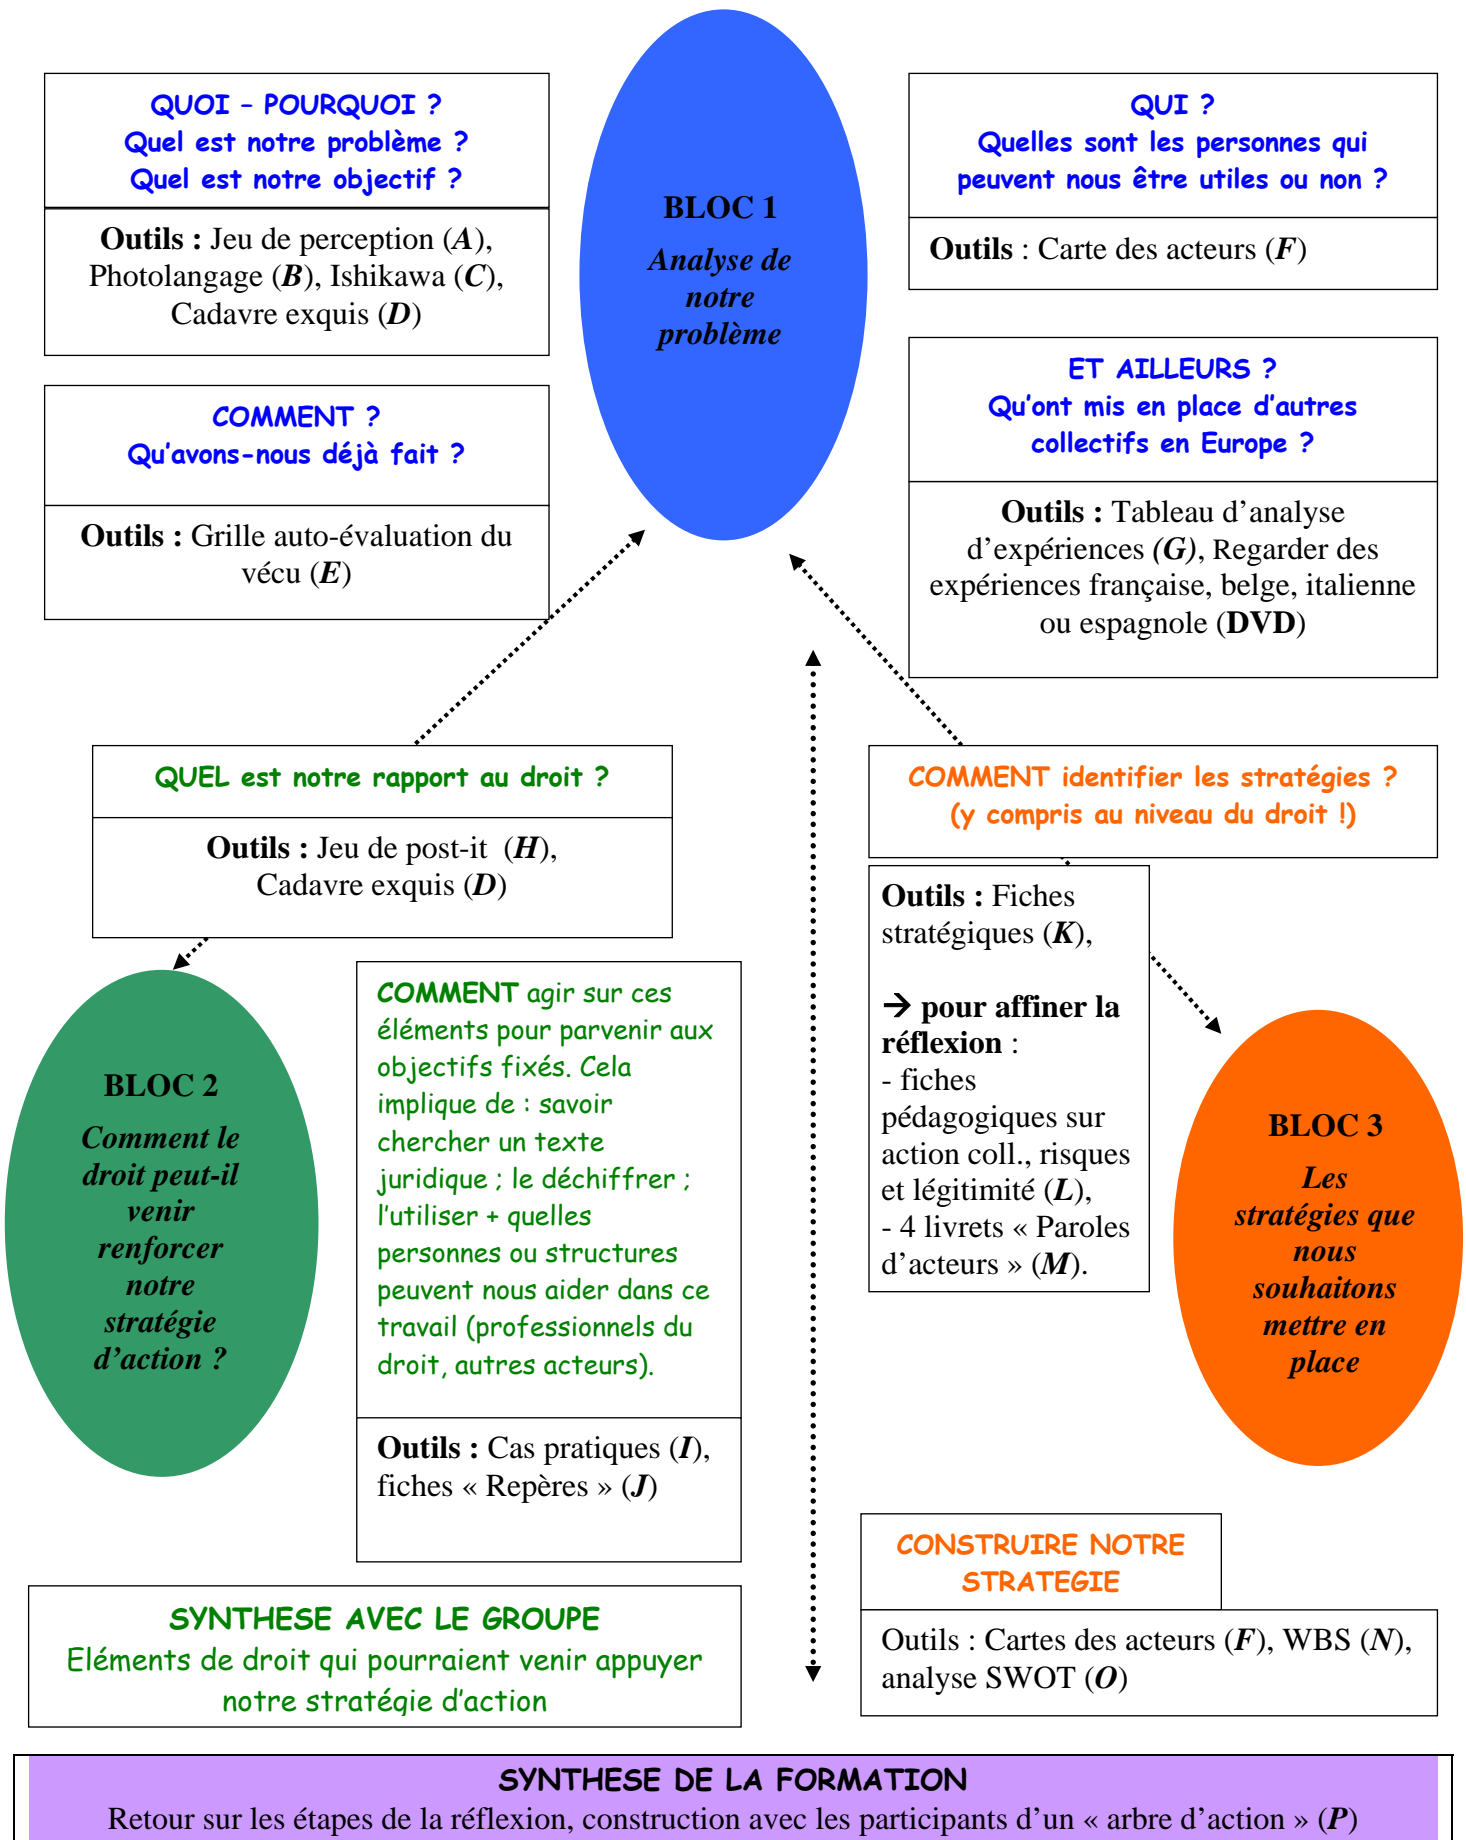 QUOI – POURQUOI ?
Quel est notre problème ?
Quel est notre objectif ?
Outils : Jeu de perception (A),
Photolangage (B), Ishikawa (C),
Cadavre exquis (D)
COMMENT ?
Qu'avons-nous déjà fait ?
Outils : Grille auto-évaluation du
vécu (E)
BLOC 1
Analyse de
notre
problème
QUI ?
Quelles sont les personnes qui
peuvent nous être utiles ou non ?
Outils : Carte des acteurs (F)
ET AILLEURS ?
Qu'ont mis en place d'autres
collectifs en Europe ?
Outils : Tableau d'analyse
d'expériences (G), Regarder des
expériences française, belge, italienne
ou espagnole (DVD)
QUEL est notre rapport au droit ?
Outils : Jeu de post-it (H),
Cadavre exquis (D)
BLOC 2
Comment le
droit peut-il
venir
renforcer
notre
stratégie
d'action ?
COMMENT agir sur ces
éléments pour parvenir aux
objectifs fixés. Cela
implique de : savoir
chercher un texte
juridique ; le déchiffrer ;
l'utiliser + quelles
personnes ou structures
peuvent nous aider dans ce
travail (professionnels du
droit, autres acteurs).
Outils : Cas pratiques (I),
fiches « Repères » (J)
SYNTHESE AVEC LE GROUPE
Eléments de droit qui pourraient venir appuyer
notre stratégie d'action
COMMENT identifier les stratégies ?
(y compris au niveau du droit !)
Outils : Fiches
stratégiques (K),
→ pour affiner la
réflexion :
- fiches
pédagogiques sur
action coll., risques
et légitimité (L),
- 4 livrets « Paroles
d'acteurs » (M).
BLOC 3
Les
stratégies que
nous
souhaitons
mettre en
place
CONSTRUIRE NOTRE
STRATEGIE
Outils : Cartes des acteurs (F), WBS (N),
analyse SWOT (O)
SYNTHESE DE LA FORMATION
Retour sur les étapes de la réflexion, construction avec les participants d'un « arbre d'action » (P)